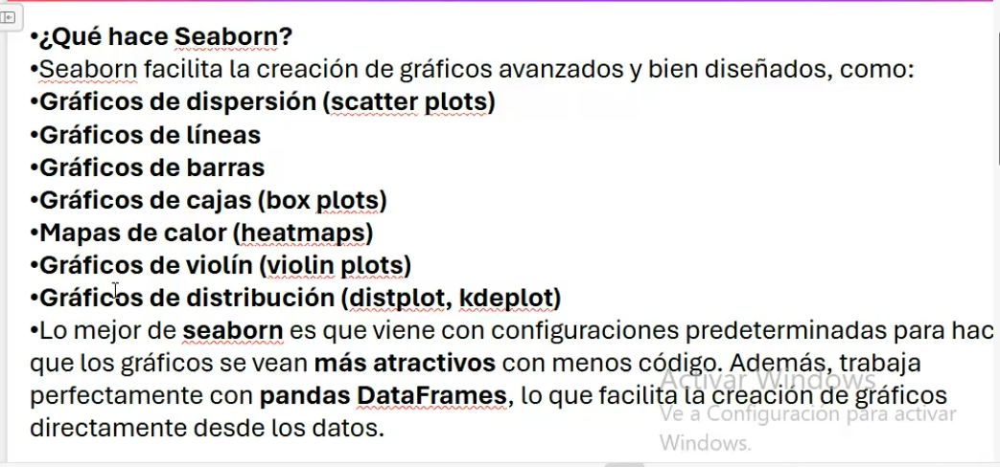 •¿Qué hace Seaborn?
•Seaborn facilita la creación de gráficos avanzados y bien diseñados, como:
•Gráficos de dispersión (scatter plots)
•Gráficos de líneas
•Gráficos de barras
•Gráficos de cajas (box plots)
•Mapas de calor (heatmaps)
•Gráficos de violín (violin plots)
•Gráficos de distribución (distplot, kdeplot)
•Lo mejor de seaborn es que viene con configuraciones predeterminadas para hac
que los gráficos se vean más atractivos con menos código. Además, trabaja
perfectamente con pandas DataFrames, lo que facilita la creación de gráficos
directamente desde los datos.
Activar Windows
Ve a Configuración para activar
Windows.